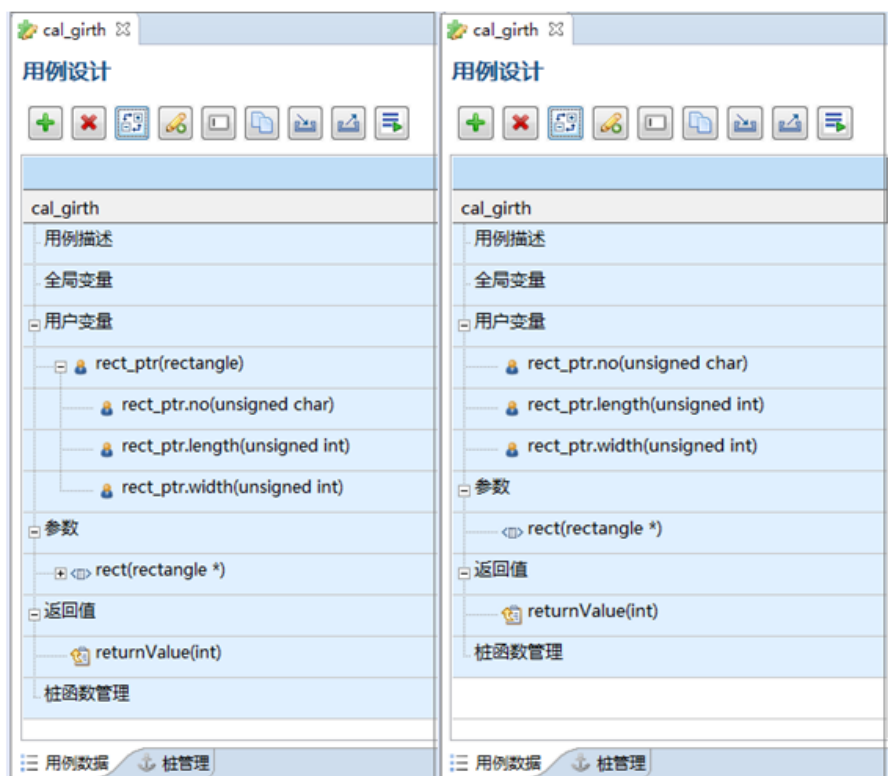 cal_girth
用例设计
cal_girth
用例描述
全局变量
用户变量
rect_ptr(rectangle)
rect_ptr.no(unsigned char)
rect_ptr.length(unsigned int)
rect_ptr.width(unsigned int)
参数
rect(rectangle *)
返回值
returnValue(int)
桩函数管理
用例数据
桩管理
cal_girth
用例设计
cal_girth
用例描述
全局变量
用户变量
rect_ptr.no(unsigned char)
rect_ptr.length(unsigned int)
rect_ptr.width(unsigned int)
参数
rect(rectangle *)
返回值
returnValue(int)
桩函数管理
用例数据
桩管理